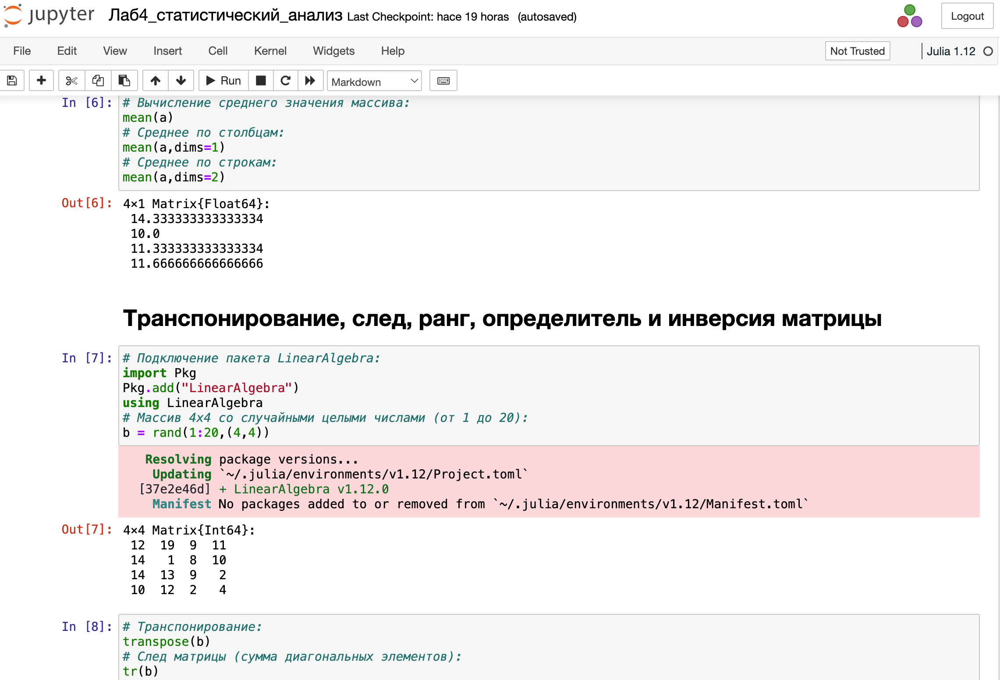 jupyter Лаб4_статистический_анализ Last Checkpoint: hace 19 horas (autosaved) Logout
File Edit View Insert Cell Kernel Widgets Help Not Trusted Julia 1.12
Run Markdown
In [6]: # Вычисление среднего значения массива:
mean(a)
# Среднее по столбцам:
mean(a,dims=1)
# Среднее по строкам:
mean(a,dims=2)
Out[6]: 4×1 Matrix{Float64}:
14.333333333333334
10.0
11.333333333333334
11.666666666666666
Транспонирование, след, ранг, определитель и инверсия матрицы
In [7]: # Подключение пакета LinearAlgebra:
import Pkg
Pkg.add("LinearAlgebra")
using LinearAlgebra
# Массив 4x4 со случайными целыми числами (от 1 до 20):
b = rand(1:20,(4,4))
Resolving package versions...
Updating `~/.julia/environments/v1.12/Project.toml`
[37e2e46d] + LinearAlgebra v1.12.0
Manifest No packages added to or removed from `~/.julia/environments/v1.12/Manifest.toml`
Out[7]: 4×4 Matrix{Int64}:
12 19 9 11
14 1 8 10
14 13 9 2
10 12 2 4
In [8]: # Транспонирование:
transpose(b)
# След матрицы (сумма диагональных элементов):
tr(b)